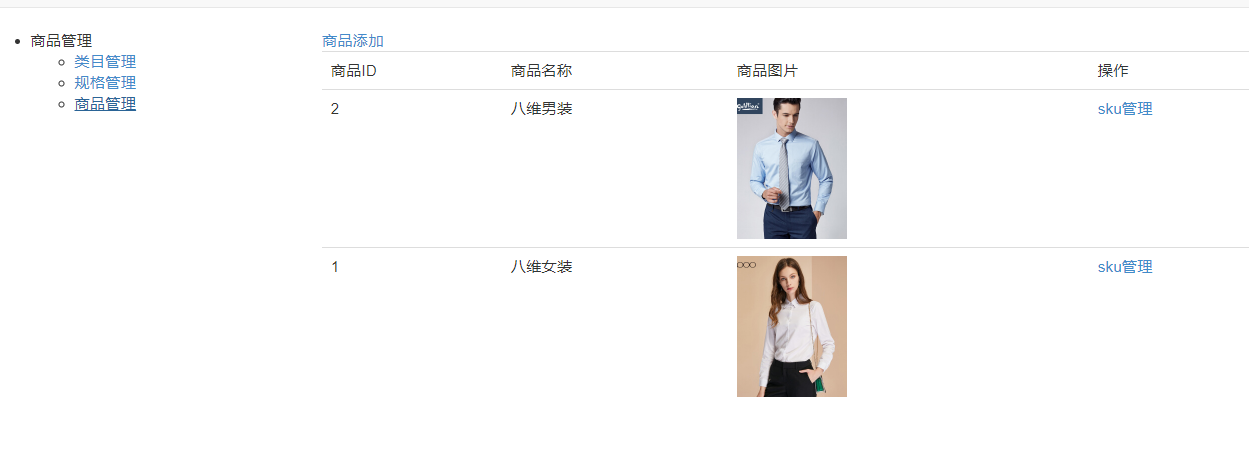 商品管理
类目管理
规格管理
商品管理
商品添加
商品ID 商品名称 商品图片 操作
2 八维男装 sku管理
1 八维女装 sku管理